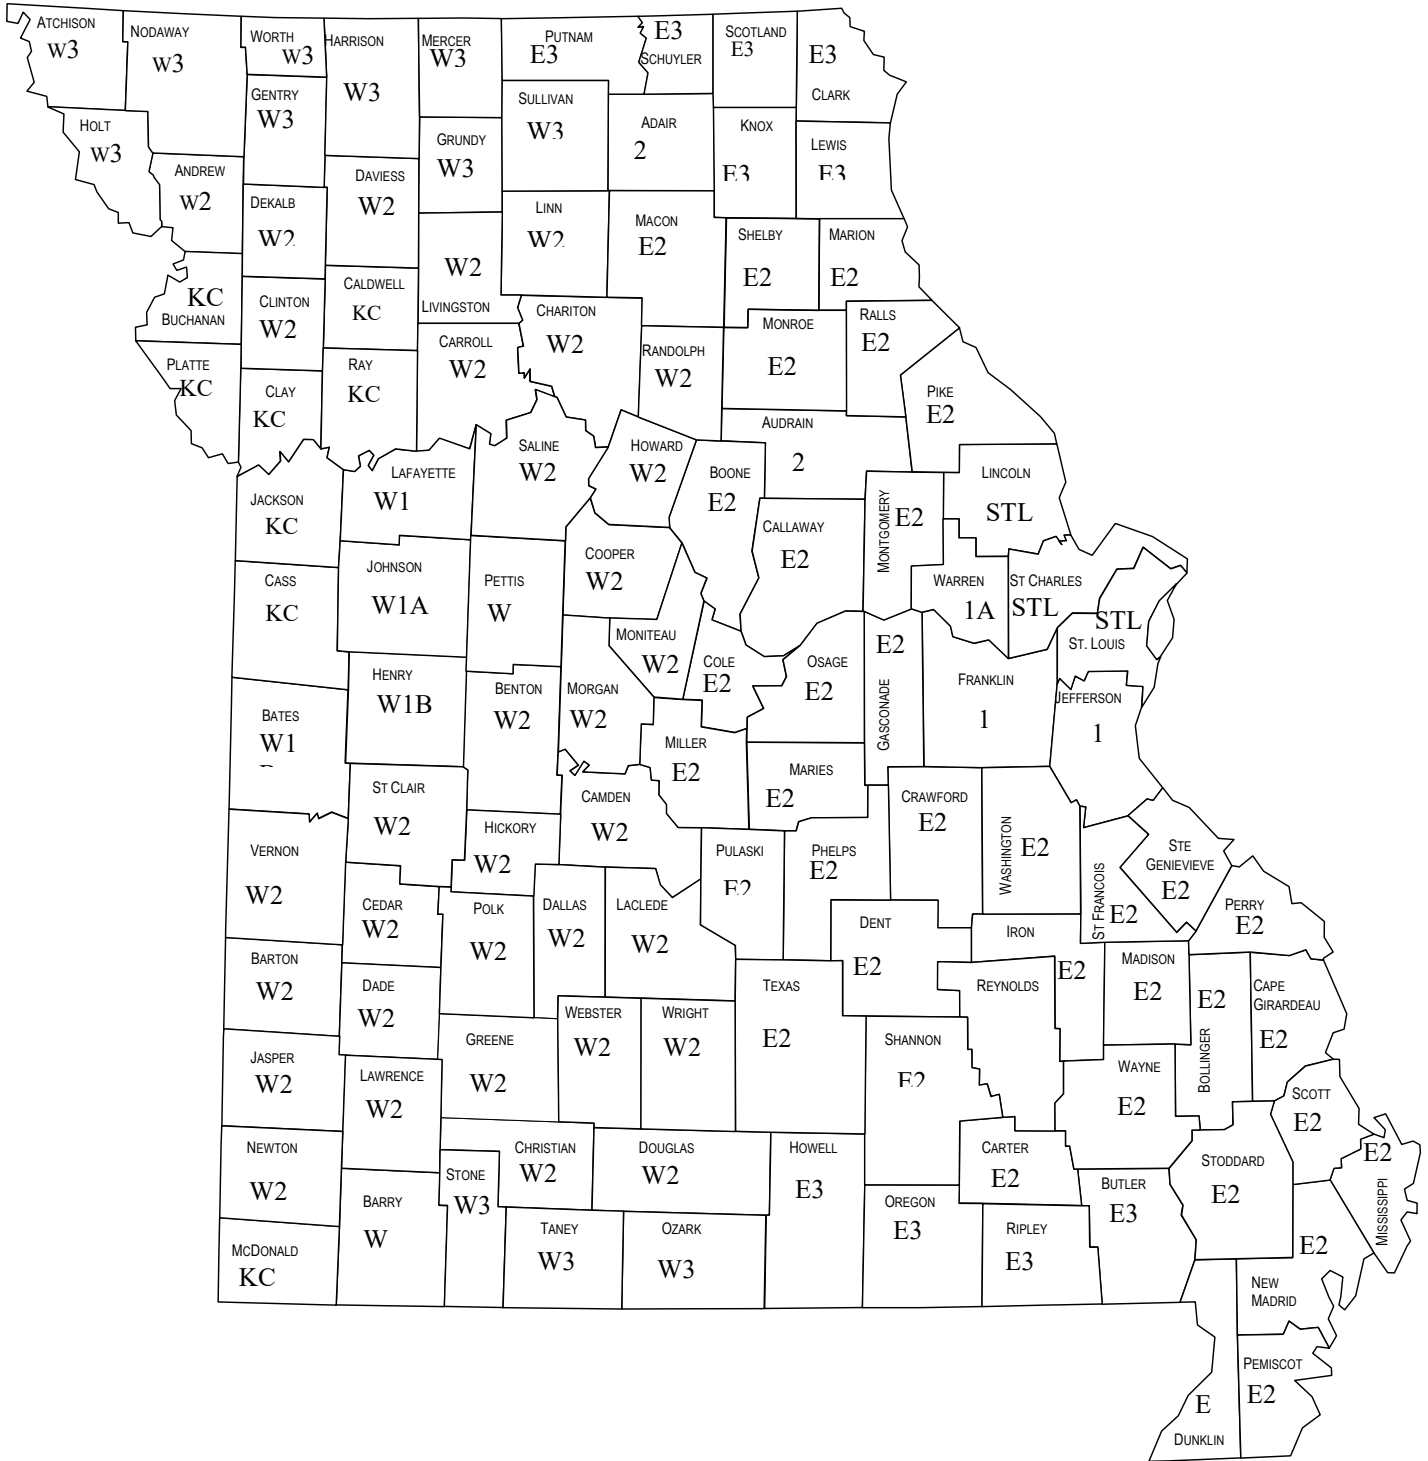 ATCHISON
W3
NODAWAY
W3
WORTH
W3
HARRISON
W3
MERCER
W3
PUTNAM
E3
E3
SCHUYLER
SCOTLAND
E3
E3
CLARK
HOLT
W3
GENTRY
W3
GRUNDY
W3
SULLIVAN
W3
ADAIR
2
KNOX
E3
LEWIS
E3
ANDREW
W2
DEKALB
W2
DAVIESS
W2
W2
LIVINGSTON
LINN
W2
MACON
E2
SHELBY
E2
MARION
E2
KC
BUCHANAN
CLINTON
W2
CALDWELL
KC
CARROLL
W2
CHARITON
W2
RANDOLPH
W2
MONROE
E2
RALLS
E2
PLATTE
KC
CLAY
KC
RAY
KC
PIKE
E2
AUDRAIN
2
JACKSON
KC
LAFAYETTE
W1
SALINE
W2
HOWARD
W2
BOONE
E2
CALLAWAY
E2
MONTGOMERY
E2
LINCOLN
STL
CASS
KC
JOHNSON
W1A
PETTIS
W
COOPER
W2
MONITEAU
W2
COLE
E2
OSAGE
E2
E2
GASCONADE
WARREN
1A
ST CHARLES
STL
STL
ST. LOUIS
FRANKLIN
1
JEFFERSON
1
BATES
W1
HENRY
W1B
BENTON
W2
MORGAN
W2
MILLER
E2
MARIES
E2
CRAWFORD
E2
WASHINGTON
E2
ST FRANCOIS
E2
STE
GENIEVIEVE
E2
PERRY
E2
ST CLAIR
W2
HICKORY
W2
CAMDEN
W2
PULASKI
E2
PHELPS
E2
VERNON
W2
CEDAR
W2
POLK
W2
DALLAS
W2
LACLEDE
W2
DENT
E2
IRON
E2
MADISON
E2
E2
BOLLINGER
CAPE
GIRARDEAU
E2
BARTON
W2
DADE
W2
GREENE
W2
WEBSTER
W2
WRIGHT
W2
TEXAS
E2
SHANNON
E2
REYNOLDS
WAYNE
E2
SCOTT
E2
JASPER
W2
LAWRENCE
W2
NEWTON
W2
STONE
W3
CHRISTIAN
W2
DOUGLAS
W2
HOWELL
E3
CARTER
E2
BUTLER
E3
STODDARD
E2
E2
MISSISSIPPI
MCDONALD
KC
BARRY
W
TANEY
W3
OZARK
W3
OREGON
E3
RIPLEY
E3
E2
NEW
MADRID
PEMISCOT
E2
E
DUNKLIN